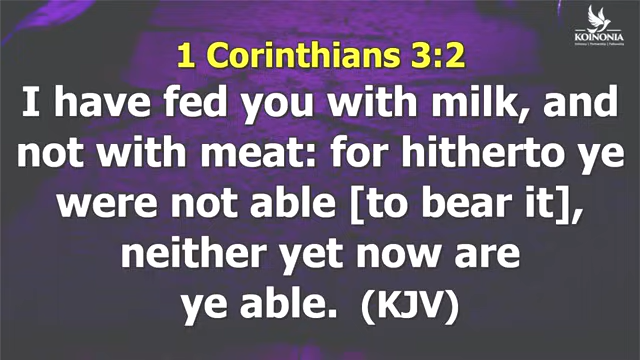 KOINONIA
1 Corinthians 3:2
I have fed you with milk, and
not with meat: for hitherto ye
were not able [to bear it],
neither yet now are
ye able.  (KJV)